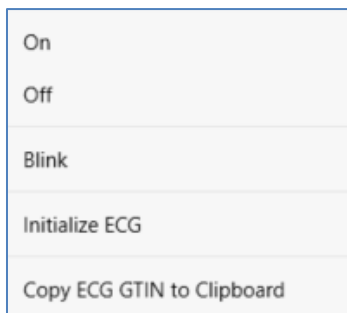 On
Off
Blink
Initialize ECG
Copy ECG GTIN to Clipboard